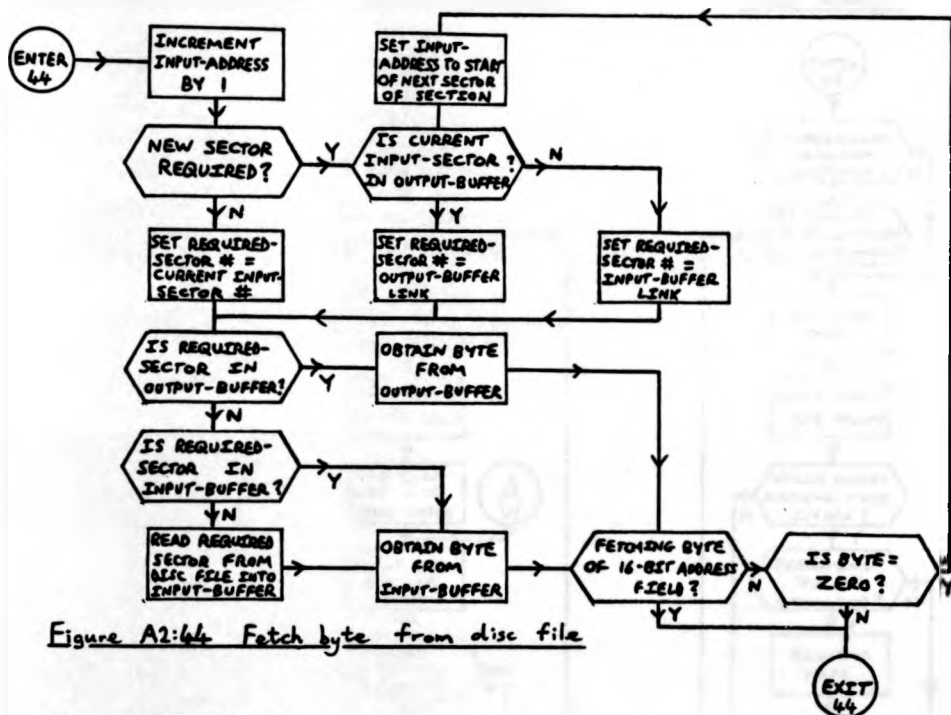 ENTER
44
INCREMENT
INPUT-ADDRESS
BY 1
SET INPUT-
ADDRESS TO START
OF NEXT SECTOR
OF SECTION
NEW SECTOR
REQUIRED?
Y
IS CURRENT
INPUT-SECTOR ?
IN OUTPUT-BUFFER
N
N
Y
SET REQUIRED-
SECTOR # =
CURRENT INPUT-
SECTOR #
SET REQUIRED-
SECTOR # =
OUTPUT-BUFFER
LINK
SET REQUIRED-
SECTOR # =
INPUT-BUFFER
LINK
IS REQUIRED-
SECTOR IN
OUTPUT-BUFFER?
Y
OBTAIN BYTE
FROM
OUTPUT-BUFFER
N
IS REQUIRED-
SECTOR IN
INPUT-BUFFER?
Y
N
READ REQUIRED
SECTOR FROM
DISC FILE INTO
INPUT-BUFFER
OBTAIN BYTE
FROM
INPUT-BUFFER
FETCHING BYTE
OF 16-BIT ADDRESS
FIELD?
N
IS BYTE =
ZERO?
Y
Y
N
EXIT
44
Figure A2:44 Fetch byte from disc file